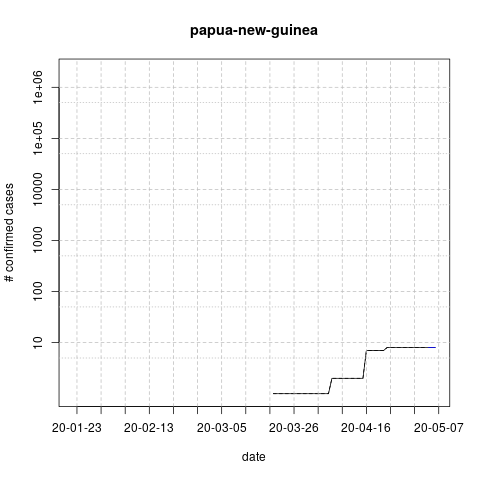 papua-new-guinea
# confirmed cases
1e+06
1e+05
10000
1000
100
10
20-01-23 20-02-13 20-03-05 20-03-26 20-04-16 20-05-07
date